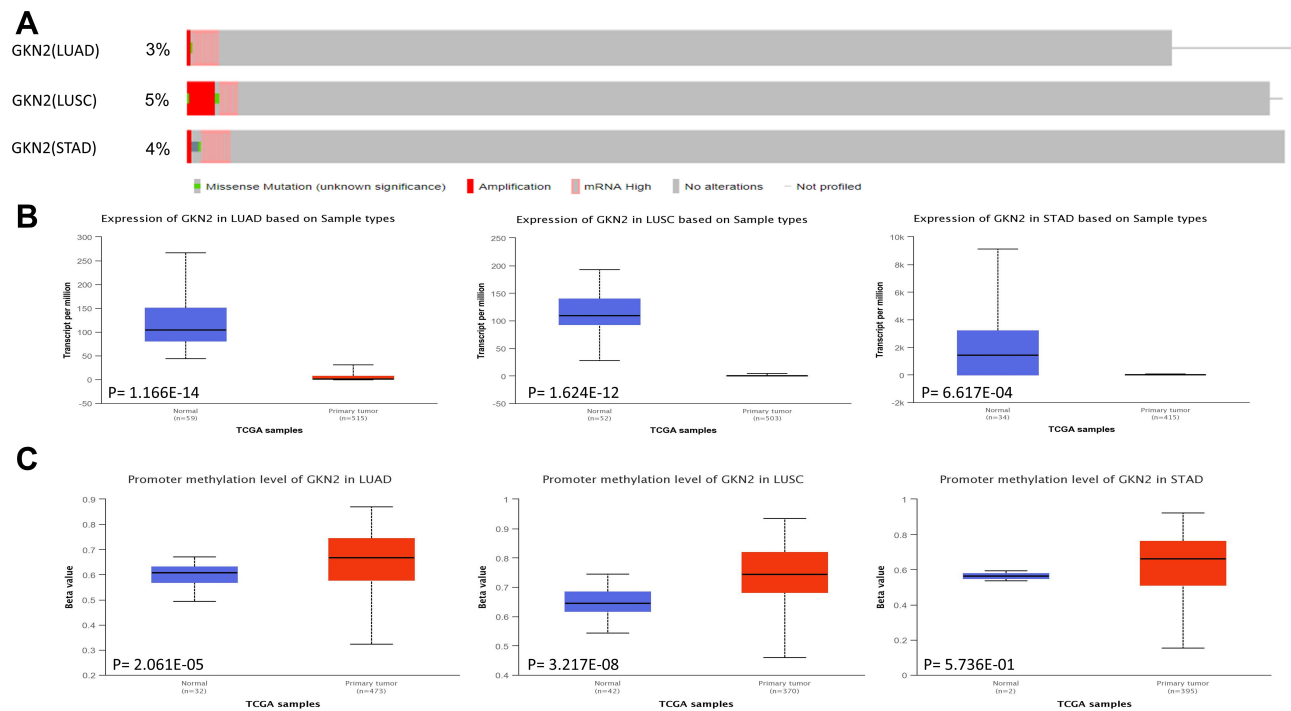 A
GKN2(LUAD) 3%
GKN2(LUSC) 5%
GKN2(STAD) 4%
Missense Mutation (unknown significance) Amplification mRNA High No alterations Not profiled
B
Expression of GKN2 in LUAD based on Sample types
Transcript per million
300
250
200
150
100
50
0
-50
P= 1.166E-14
Normal
(n=59)
Primary tumor
(n=515)
TCGA samples
Expression of GKN2 in LUSC based on Sample types
Transcript per million
250
200
150
100
50
0
-50
P= 1.624E-12
Normal
(n=52)
Primary tumor
(n=503)
TCGA samples
Expression of GKN2 in STAD based on Sample types
Transcript per million
10k
8k
6k
4k
2k
0
-2k
P= 6.617E-04
Normal
(n=34)
Primary tumor
(n=415)
TCGA samples
C
Promoter methylation level of GKN2 in LUAD
Beta value
0.9
0.8
0.7
0.6
0.5
0.4
0.3
0.2
P= 2.061E-05
Normal
(n=32)
Primary tumor
(n=473)
TCGA samples
Promoter methylation level of GKN2 in LUSC
Beta value
1
0.9
0.8
0.7
0.6
0.5
0.4
P= 3.217E-08
Normal
(n=42)
Primary tumor
(n=370)
TCGA samples
Promoter methylation level of GKN2 in STAD
Beta value
1
0.8
0.6
0.4
0.2
0
P= 5.736E-01
Normal
(n=2)
Primary tumor
(n=395)
TCGA samples